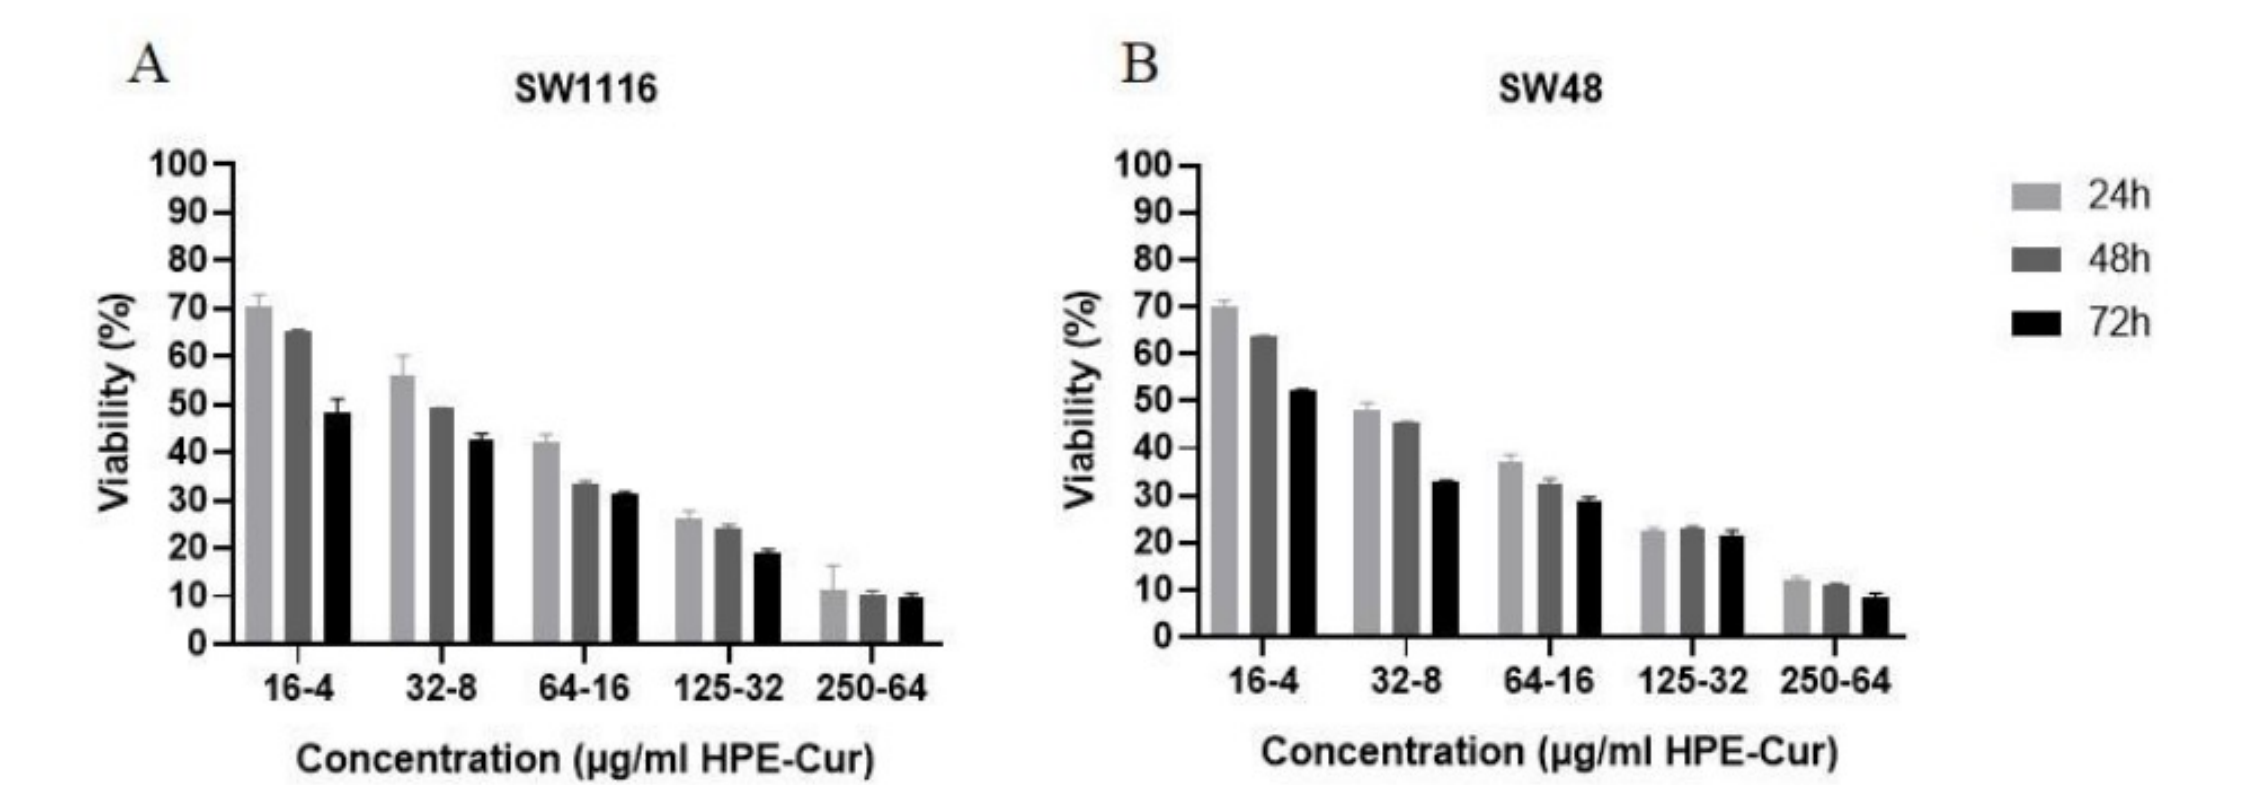 A
SW1116
100
90
80
70
60
50
40
30
20
10
0
Viability (%)
16-4 32-8 64-16 125-32 250-64
Concentration (µg/ml HPE-Cur)
B
SW48
100
90
80
70
60
50
40
30
20
10
0
Viability (%)
16-4 32-8 64-16 125-32 250-64
Concentration (µg/ml HPE-Cur)
24h
48h
72h